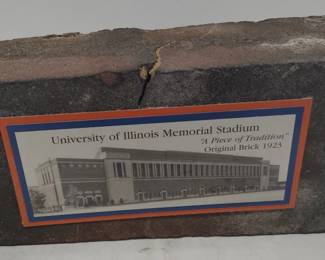 University of Illinois Memorial Stadium
"A Piece of Tradition"
Original Brick 1923